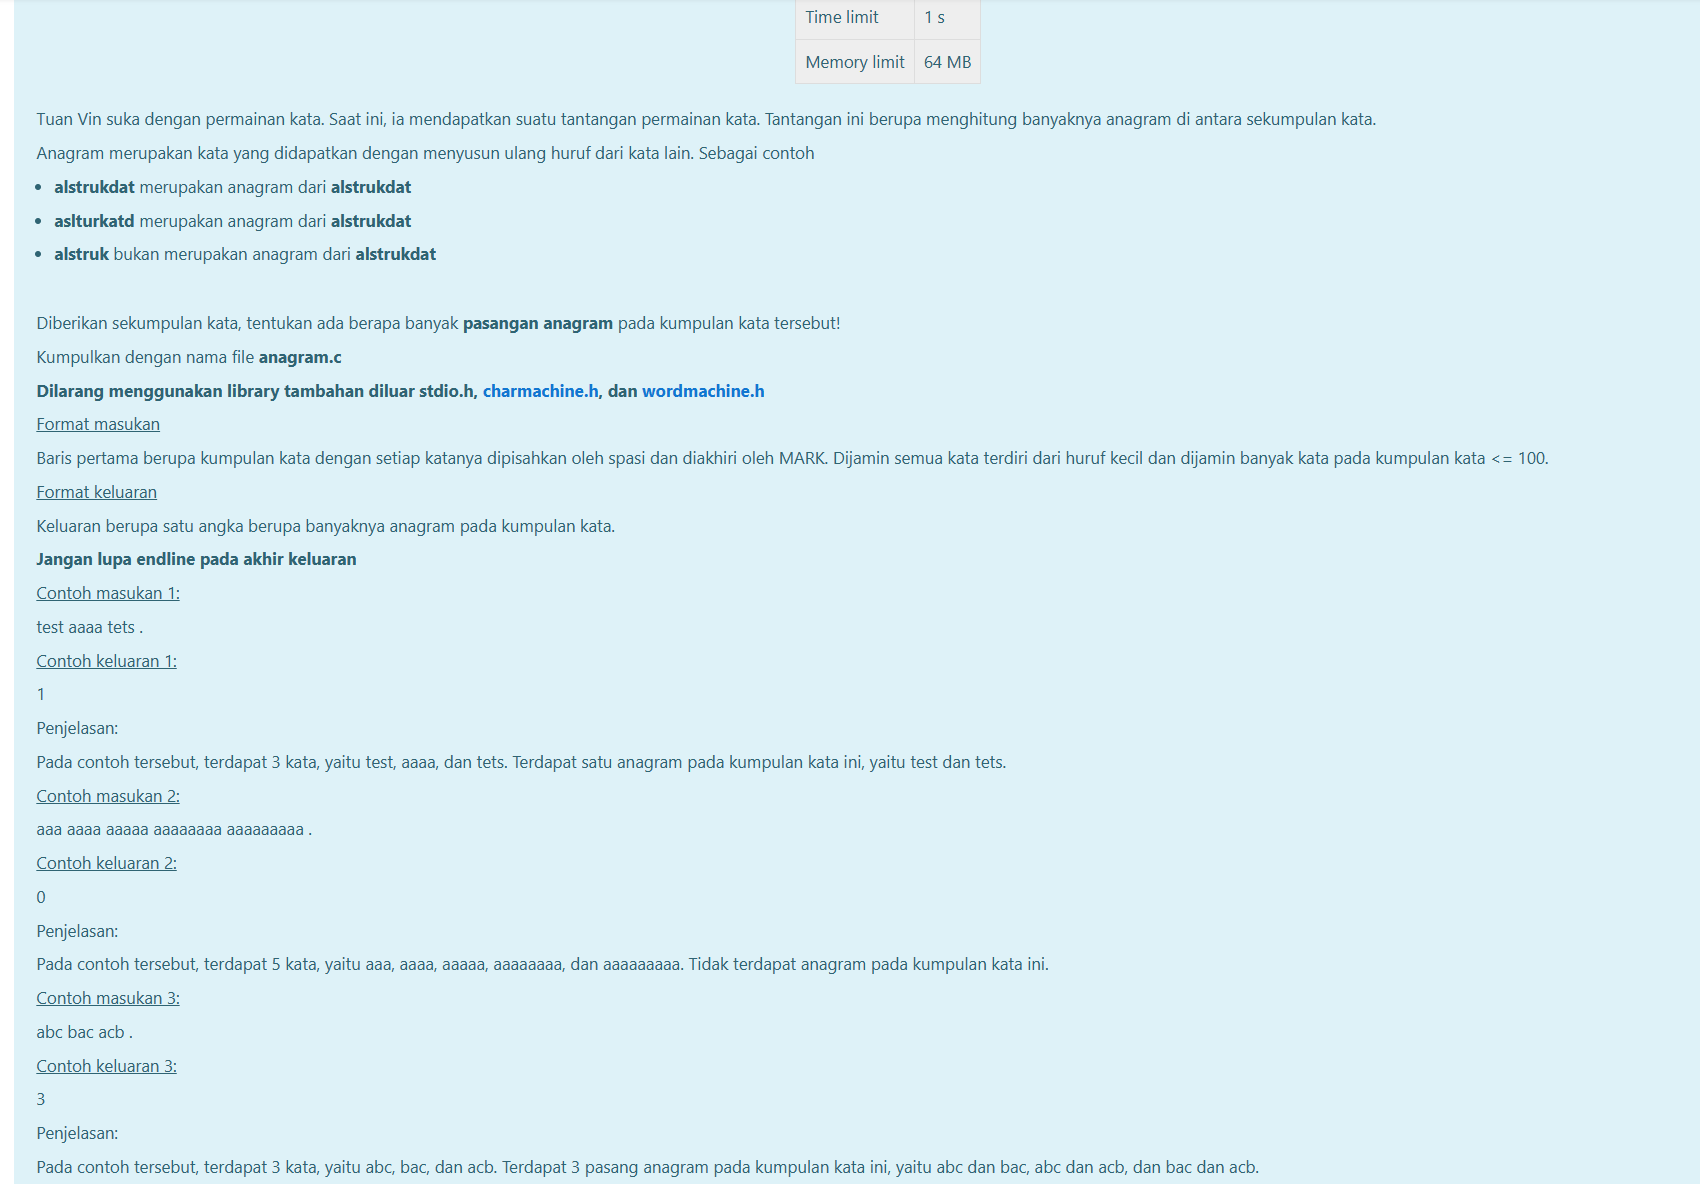 Time limit 1 s
Memory limit 64 MB
Tuan Vin suka dengan permainan kata. Saat ini, ia mendapatkan suatu tantangan permainan kata. Tantangan ini berupa menghitung banyaknya anagram di antara sekumpulan kata.
Anagram merupakan kata yang didapatkan dengan menyusun ulang huruf dari kata lain. Sebagai contoh
• alstrukdat merupakan anagram dari alstrukdat
• aslturkatd merupakan anagram dari alstrukdat
• alstruk bukan merupakan anagram dari alstrukdat
Diberikan sekumpulan kata, tentukan ada berapa banyak pasangan anagram pada kumpulan kata tersebut!
Kumpulkan dengan nama file anagram.c
Dilarang menggunakan library tambahan diluar stdio.h, charmachine.h, dan wordmachine.h
Format masukan
Baris pertama berupa kumpulan kata dengan setiap katanya dipisahkan oleh spasi dan diakhiri oleh MARK. Dijamin semua kata terdiri dari huruf kecil dan dijamin banyak kata pada kumpulan kata <= 100.
Format keluaran
Keluaran berupa satu angka berupa banyaknya anagram pada kumpulan kata.
Jangan lupa endline pada akhir keluaran
Contoh masukan 1:
test aaaa tets .
Contoh keluaran 1:
1
Penjelasan:
Pada contoh tersebut, terdapat 3 kata, yaitu test, aaaa, dan tets. Terdapat satu anagram pada kumpulan kata ini, yaitu test dan tets.
Contoh masukan 2:
aaa aaaa aaaaa aaaaaaaa aaaaaaaaa .
Contoh keluaran 2:
0
Penjelasan:
Pada contoh tersebut, terdapat 5 kata, yaitu aaa, aaaa, aaaaa, aaaaaaaa, dan aaaaaaaaa. Tidak terdapat anagram pada kumpulan kata ini.
Contoh masukan 3:
abc bac acb .
Contoh keluaran 3:
3
Penjelasan:
Pada contoh tersebut, terdapat 3 kata, yaitu abc, bac, dan acb. Terdapat 3 pasang anagram pada kumpulan kata ini, yaitu abc dan bac, abc dan acb, dan bac dan acb.